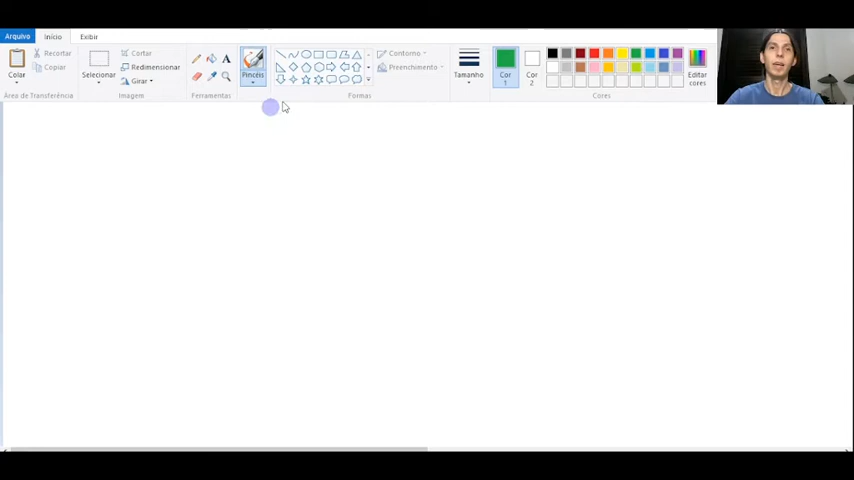 Arquivo Início Exibir
Colar
Recortar
Copiar
Área de Transferência
Selecionar
Cortar
Redimensionar
Girar
Imagem
A
Ferramentas
Pincéis
Contorno
Preenchimento
Formas
Tamanho
Cor
1
Cor
2
Editar
cores
Cores